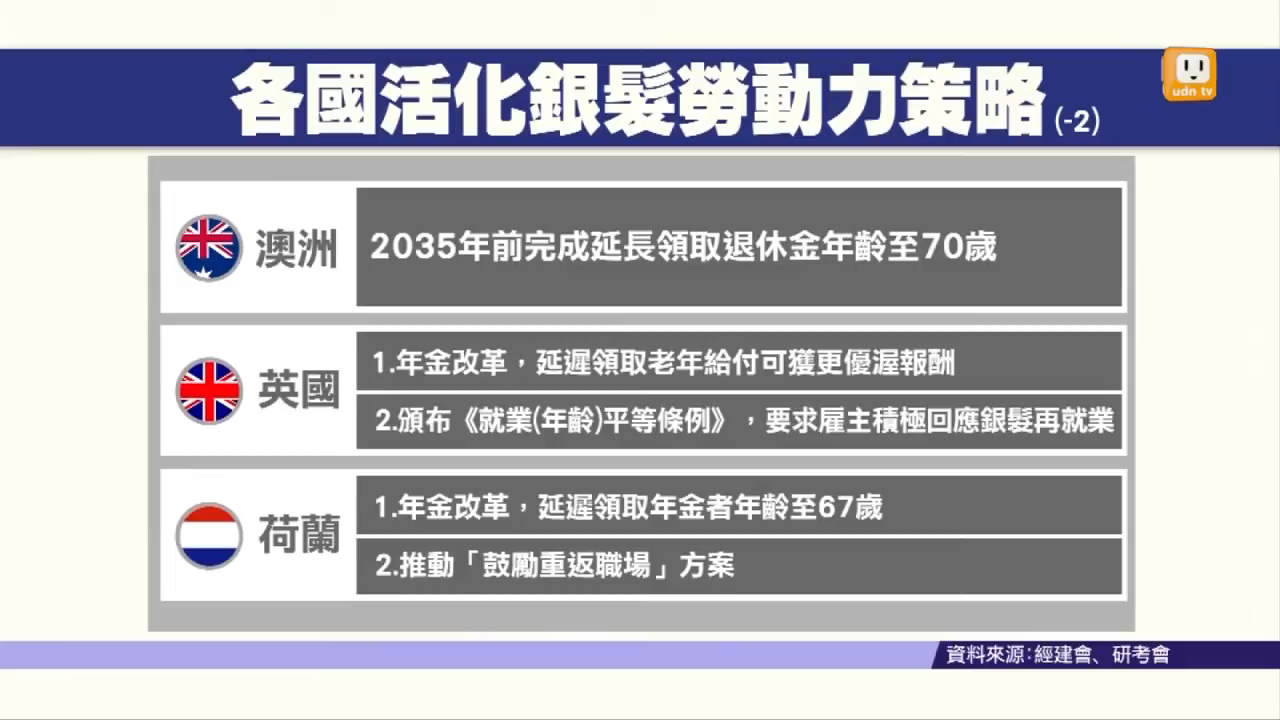 各國活化銀髮勞動力策略(-2)
udn tv
澳洲
2035年前完成延長領取退休金年齡至70歲
英國
1.年金改革，延遲領取老年給付可獲更優渥報酬
2.頒布《就業(年齡)平等條例》，要求雇主積極回應銀髮再就業
荷蘭
1.年金改革，延遲領取年金者年齡至67歲
2.推動「鼓勵重返職場」方案
資料來源:經建會、研考會